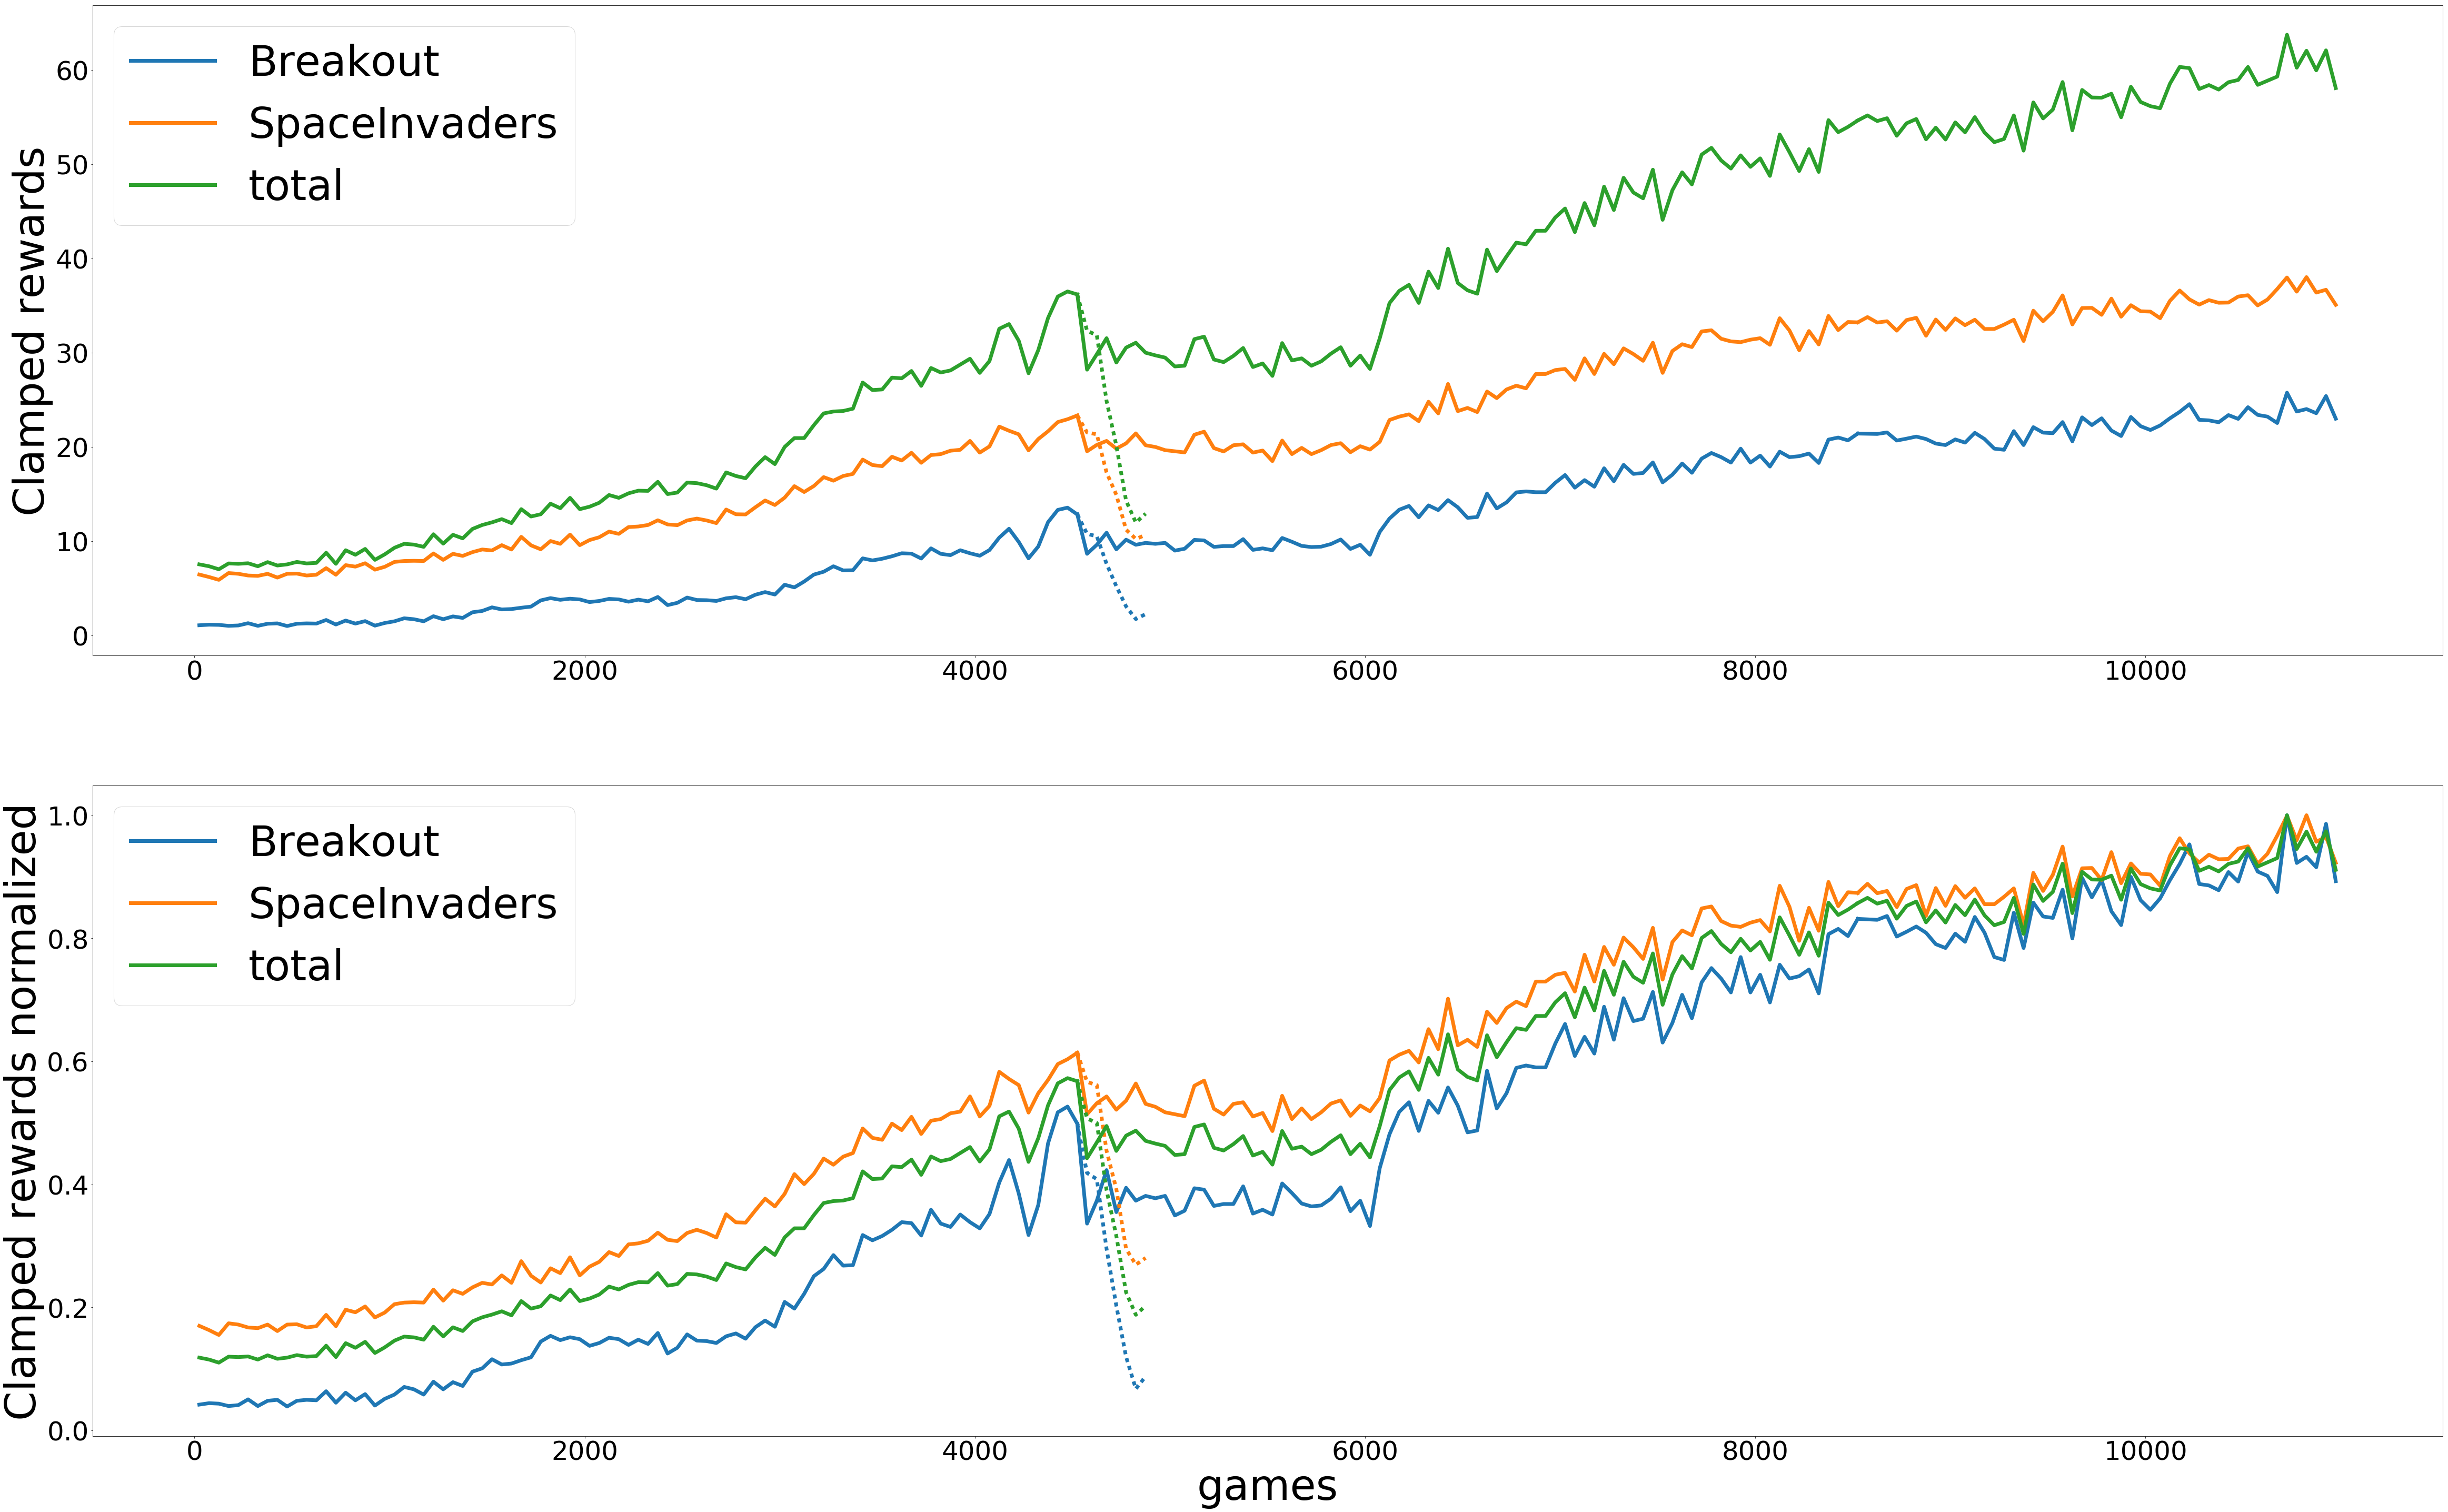 Clamped rewards
60
50
40
30
20
10
0
Breakout
SpaceInvaders
total
0 2000 4000 6000 8000 10000
Clamped rewards normalized
1.0
0.8
0.6
0.4
0.2
0.0
Breakout
SpaceInvaders
total
0 2000 4000 6000 8000 10000
games